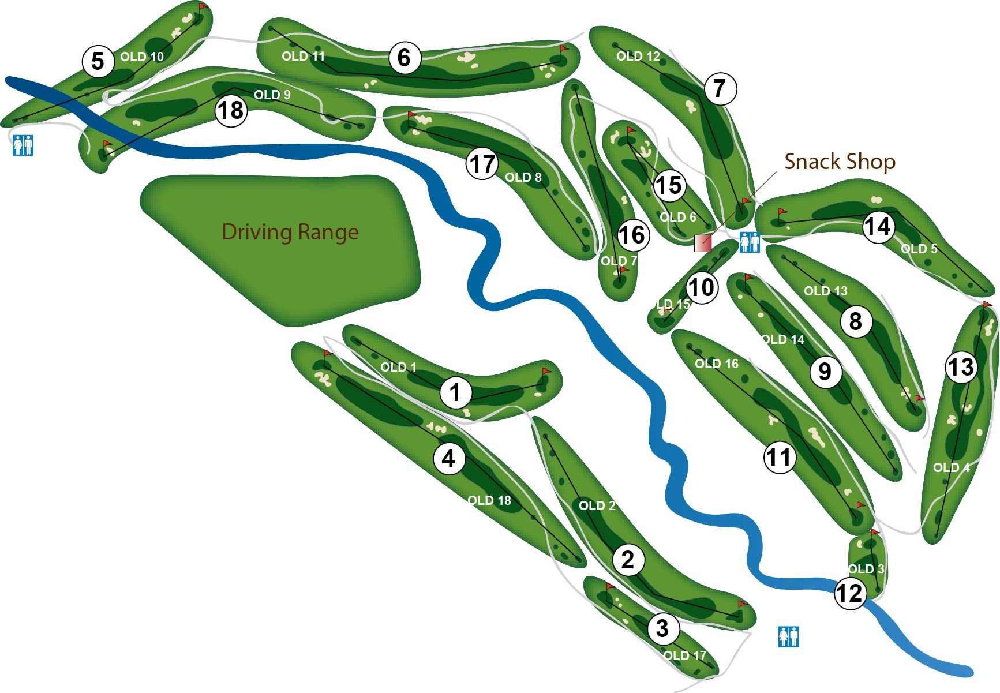 5
OLD 10
OLD 11
6
OLD 12
7
OLD 9
18
17
OLD 8
15
OLD 6
16
OLD 7
Snack Shop
14
OLD 5
Driving Range
10
OLD 15
OLD 13
8
OLD 14
9
OLD 16
11
13
OLD 4
OLD 1
1
4
OLD 18
OLD 2
2
OLD 3
12
3
OLD 17